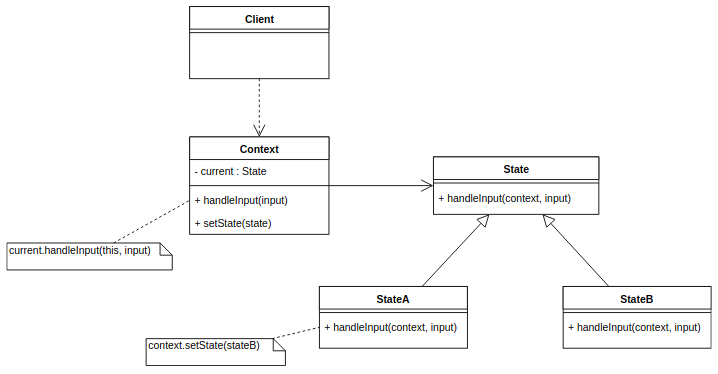 Client
Context
- current : State
+ handleInput(input)
+ setState(state)
State
+ handleInput(context, input)
current.handleInput(this, input)
StateA
+ handleInput(context, input)
StateB
+ handleInput(context, input)
context.setState(stateB)